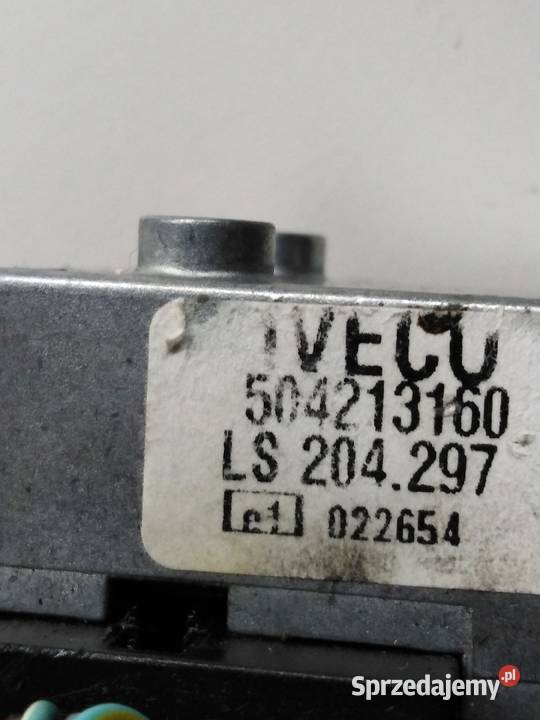 IVECO
504213160
LS 204.297
e1 022654
Sprzedajemy.pl